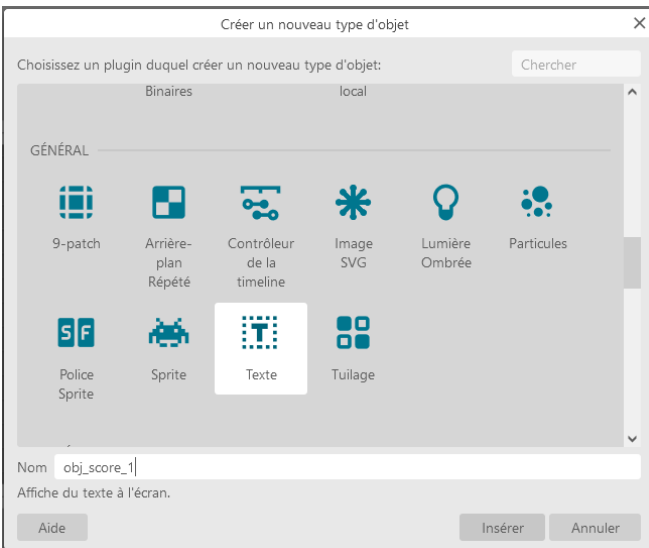 Créer un nouveau type d'objet
Choisissez un plugin duquel créer un nouveau type d'objet:
Chercher
Binaires
local
GÉNÉRAL
9-patch
Arrière-
plan
Répété
Contrôleur
de la
timeline
Image
SVG
Lumière
Ombrée
Particules
Police
Sprite
Sprite
Texte
Tuilage
Nom obj_score_1
Affiche du texte à l'écran.
Aide
Insérer
Annuler